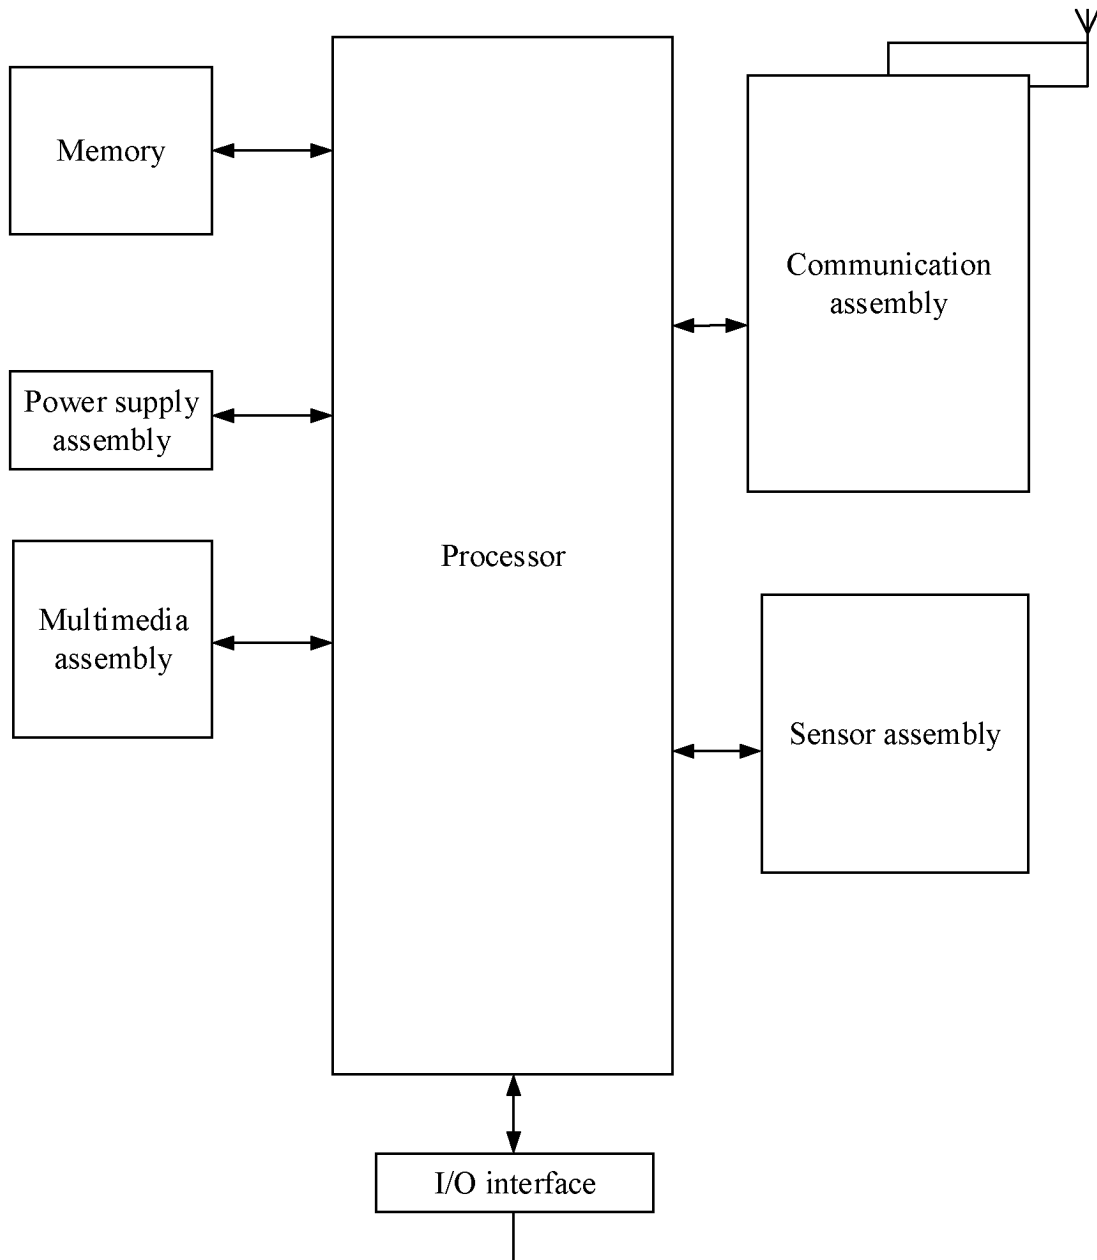 Memory
Communication
assembly
Power supply
assembly
Processor
Multimedia
assembly
Sensor assembly
I/O interface